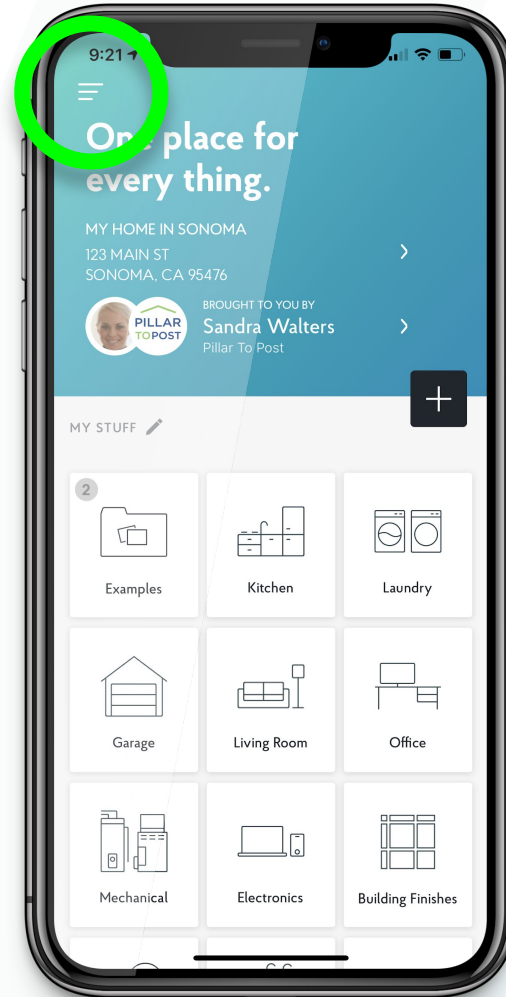 9:21
One place for
every thing.
MY HOME IN SONOMA
123 MAIN ST
SONOMA, CA 95476
PILLAR
TO POST
BROUGHT TO YOU BY
Sandra Walters
Pillar To Post
MY STUFF
2
Examples
Kitchen
Laundry
Garage
Living Room
Office
Mechanical
Electronics
Building Finishes